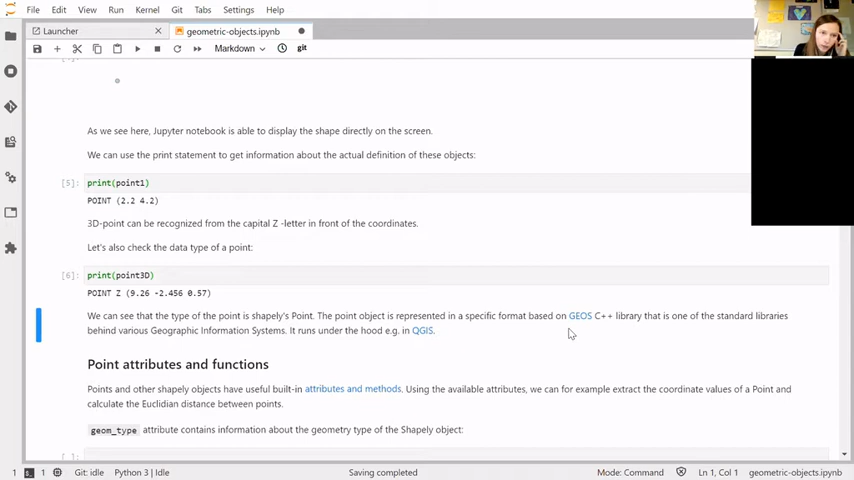 File Edit View Run Kernel Git Tabs Settings Help
Launcher
geometric-objects.ipynb
Markdown
git
As we see here, Jupyter notebook is able to display the shape directly on the screen.
We can use the print statement to get information about the actual definition of these objects:
[5]: print(point1)
POINT (2.2 4.2)
3D-point can be recognized from the capital Z -letter in front of the coordinates.
Let's also check the data type of a point:
[6]: print(point3D)
POINT Z (9.26 -2.456 0.57)
We can see that the type of the point is shapely's Point. The point object is represented in a specific format based on GEOS C++ library that is one of the standard libraries
behind various Geographic Information Systems. It runs under the hood e.g. in QGIS.
Point attributes and functions
Points and other shapely objects have useful built-in attributes and methods. Using the available attributes, we can for example extract the coordinate values of a Point and
calculate the Euclidian distance between points.
geom_type attribute contains information about the geometry type of the Shapely object:
[ ]:
1 1 Git: idle Python 3 | Idle Saving completed Mode: Command Ln 1, Col 1 geometric-objects.ipynb